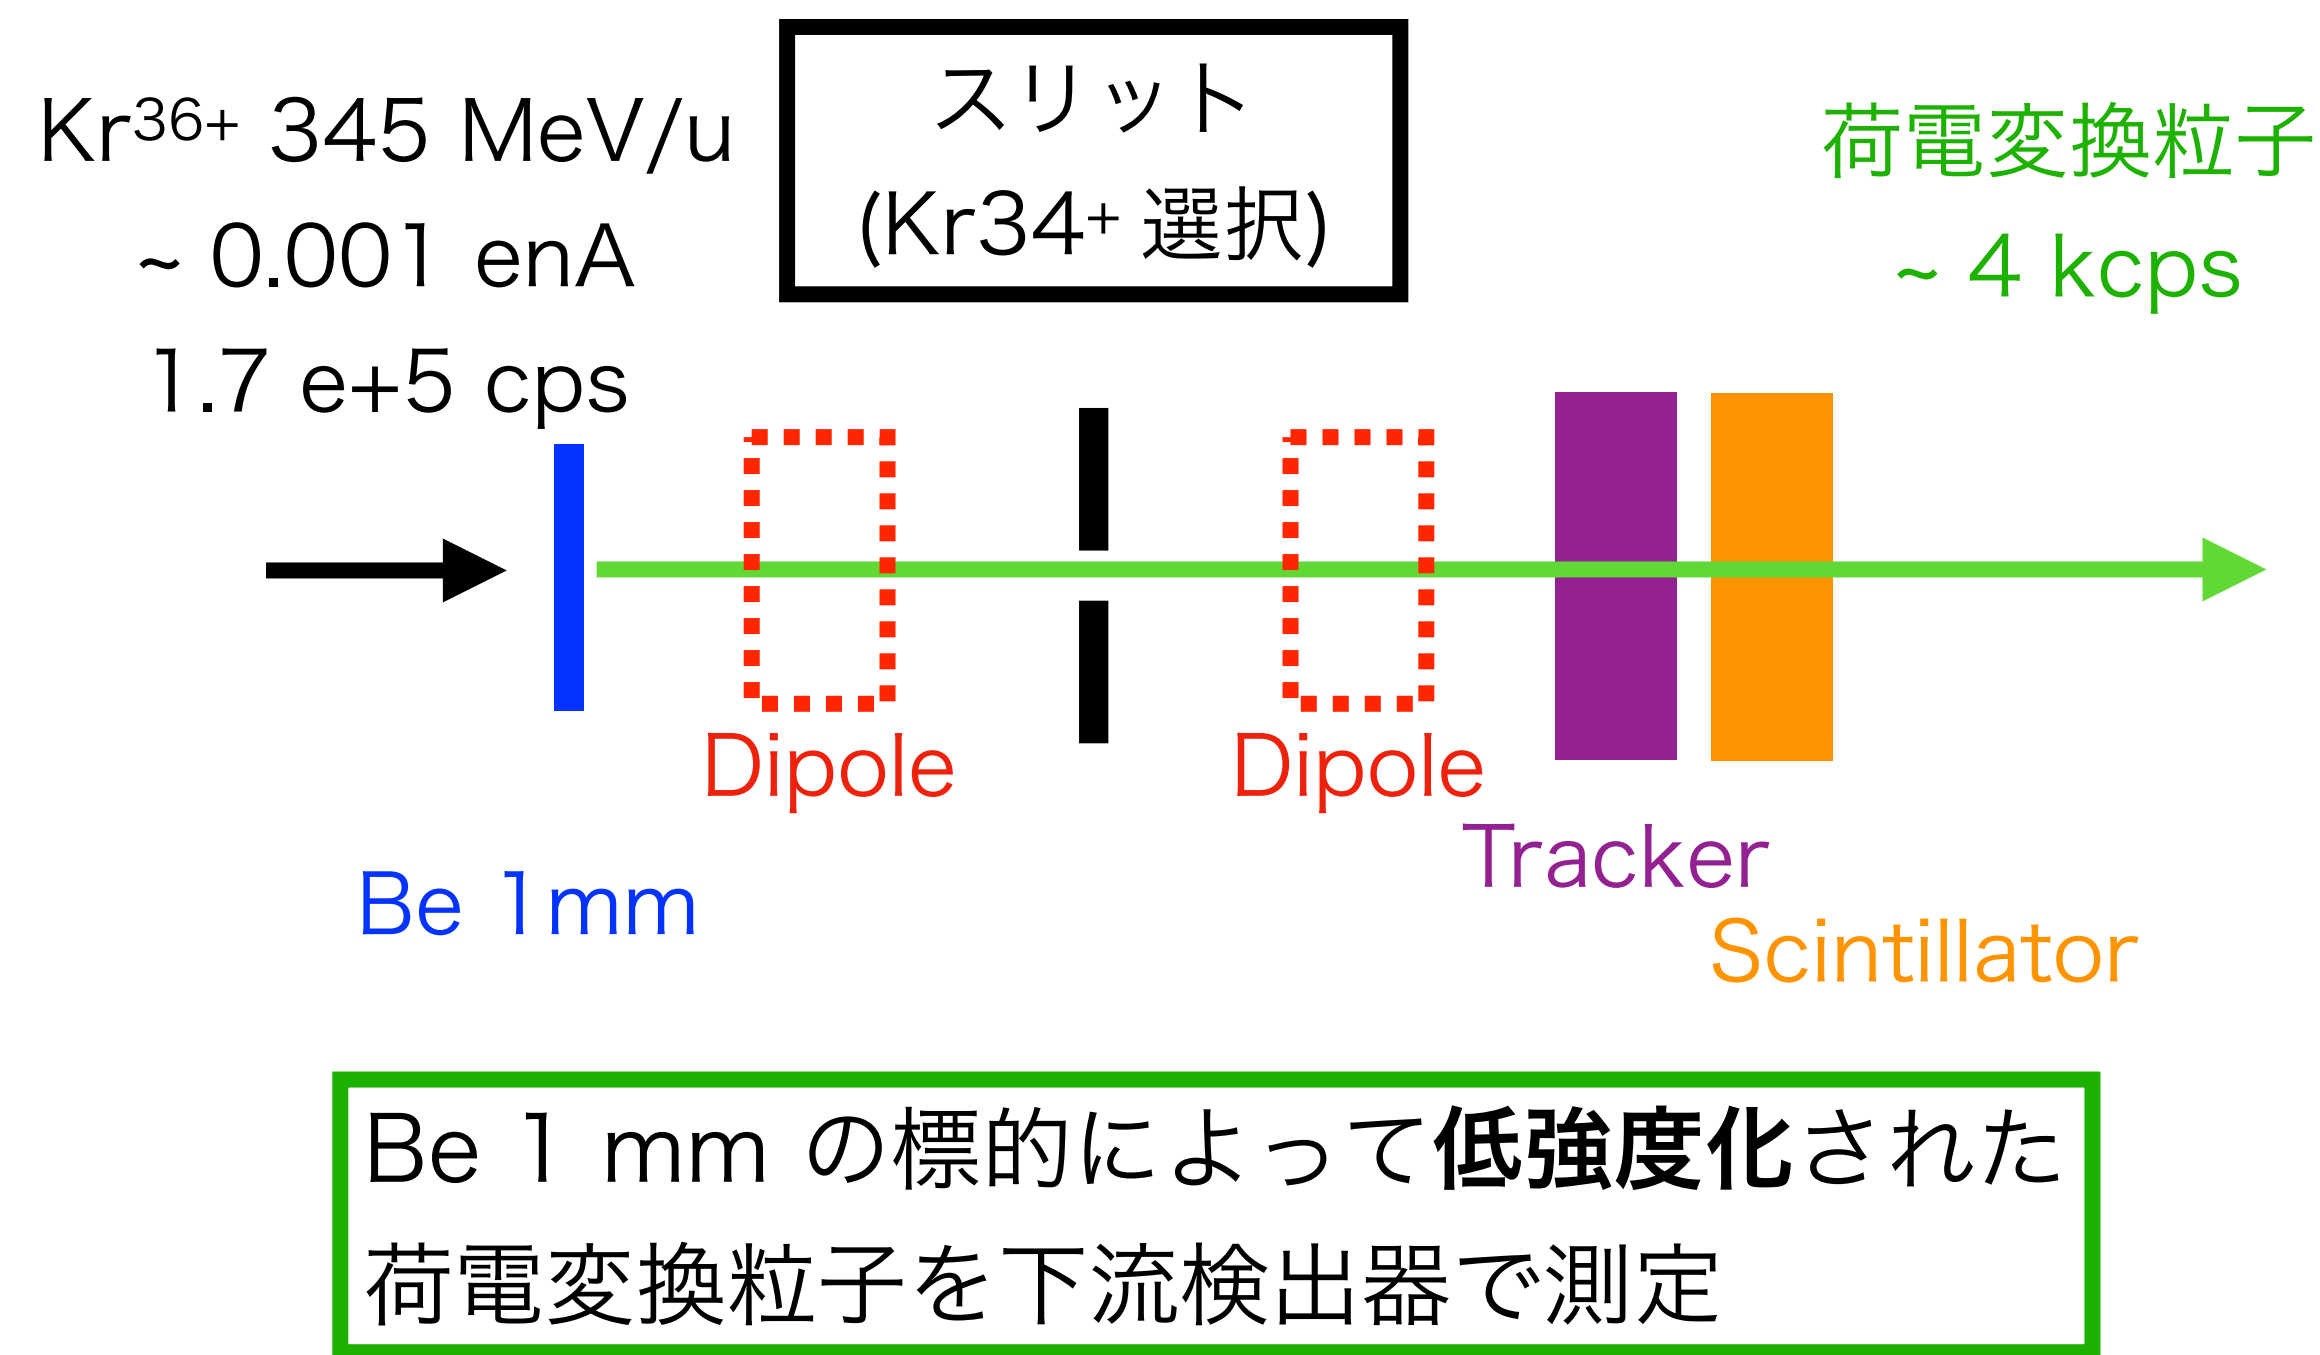 Kr36+ 345 MeV/u
~ 0.001 enA
1.7 e+5 cps
スリット
(Kr34+ 選択)
荷電変換粒子
~ 4 kcps
Dipole
Dipole
Tracker
Be 1mm
Scintillator
Be 1 mm の標的によって低強度化された
荷電変換粒子を下流検出器で測定